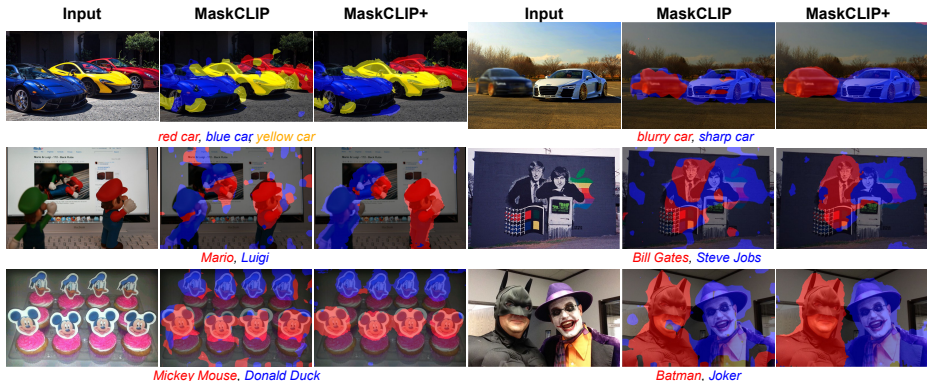 Input MaskCLIP MaskCLIP+ Input MaskCLIP MaskCLIP+
red car, blue car, yellow car
blurry car, sharp car
Mario, Luigi
Bill Gates, Steve Jobs
Mickey Mouse, Donald Duck
Batman, Joker